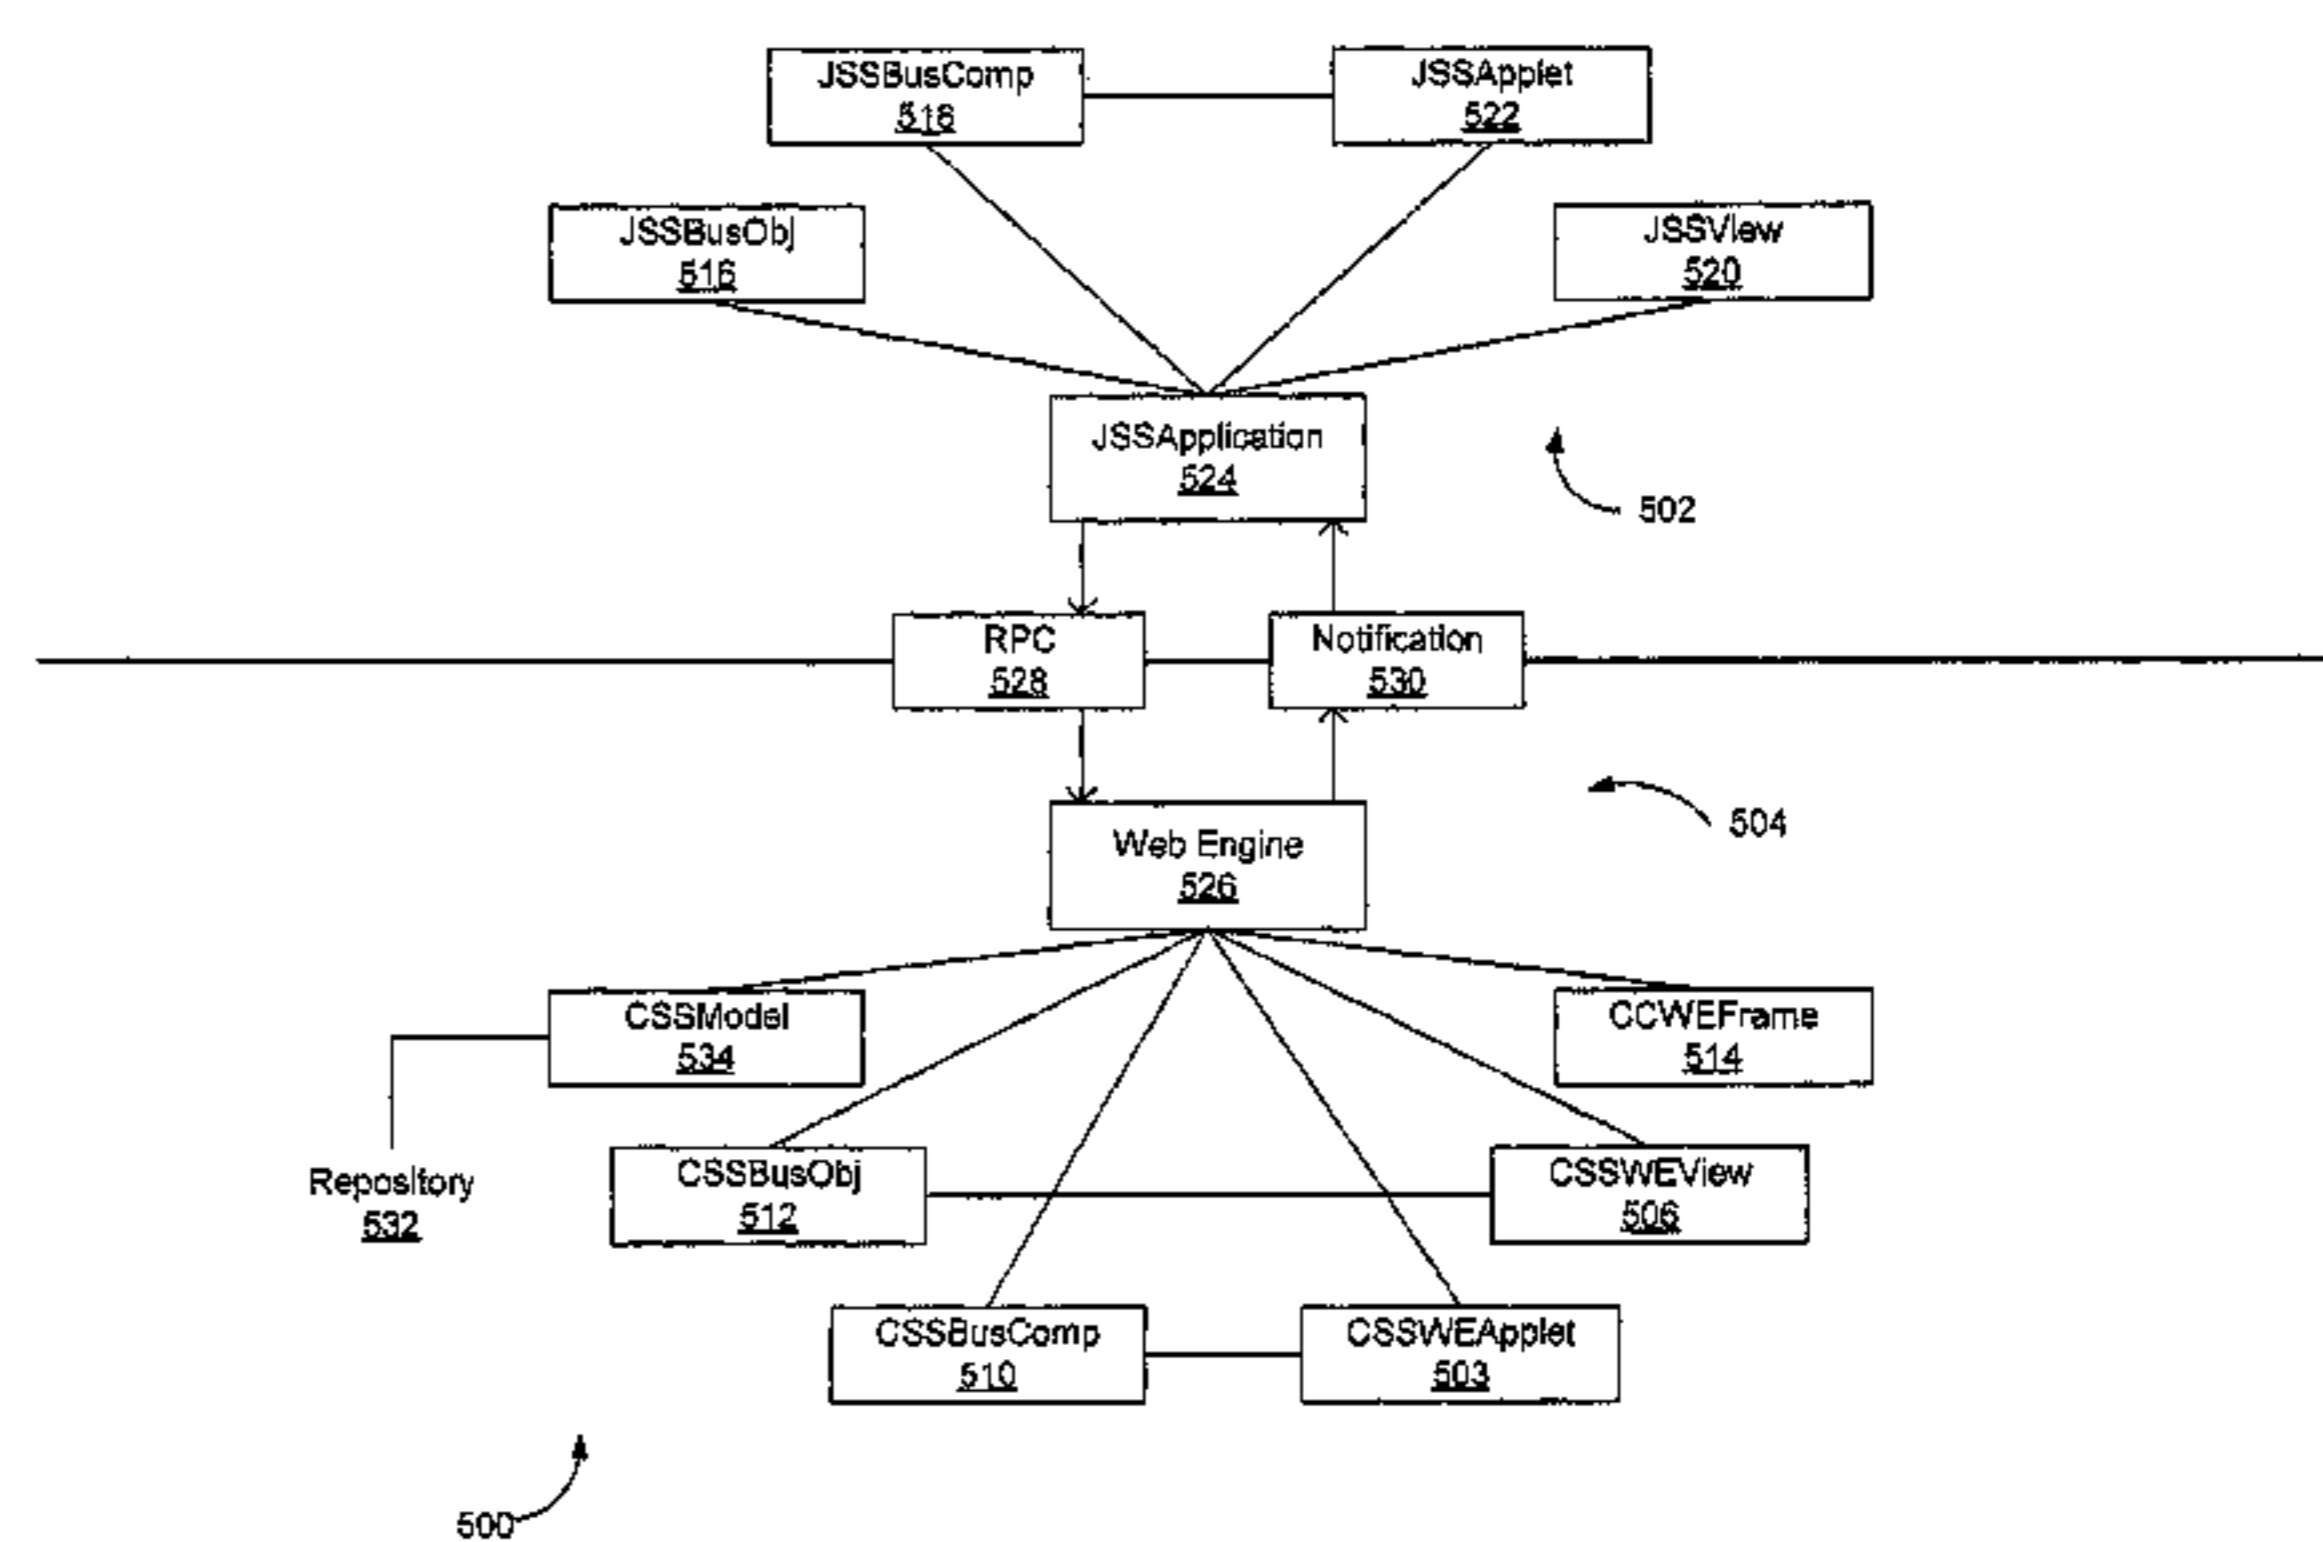 JSSBusComp
518
JSSApplet
522
JSSBusObj
516
JSSView
520
JSSApplication
524
502
RPC
528
Notification
530
504
Web Engine
526
CSSModel
534
CCWEFrame
514
Repository
532
CSSBusObj
512
CSSWEView
506
CSSBusComp
510
CSSWEApplet
503
500